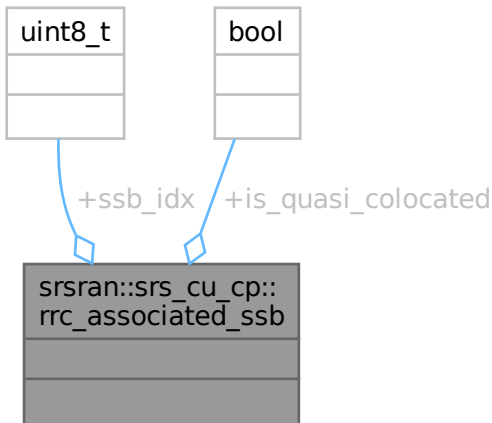 uint8_t
bool
+ssb_idx
+is_quasi_colocated
srsran::srs_cu_cp::
rrc_associated_ssb